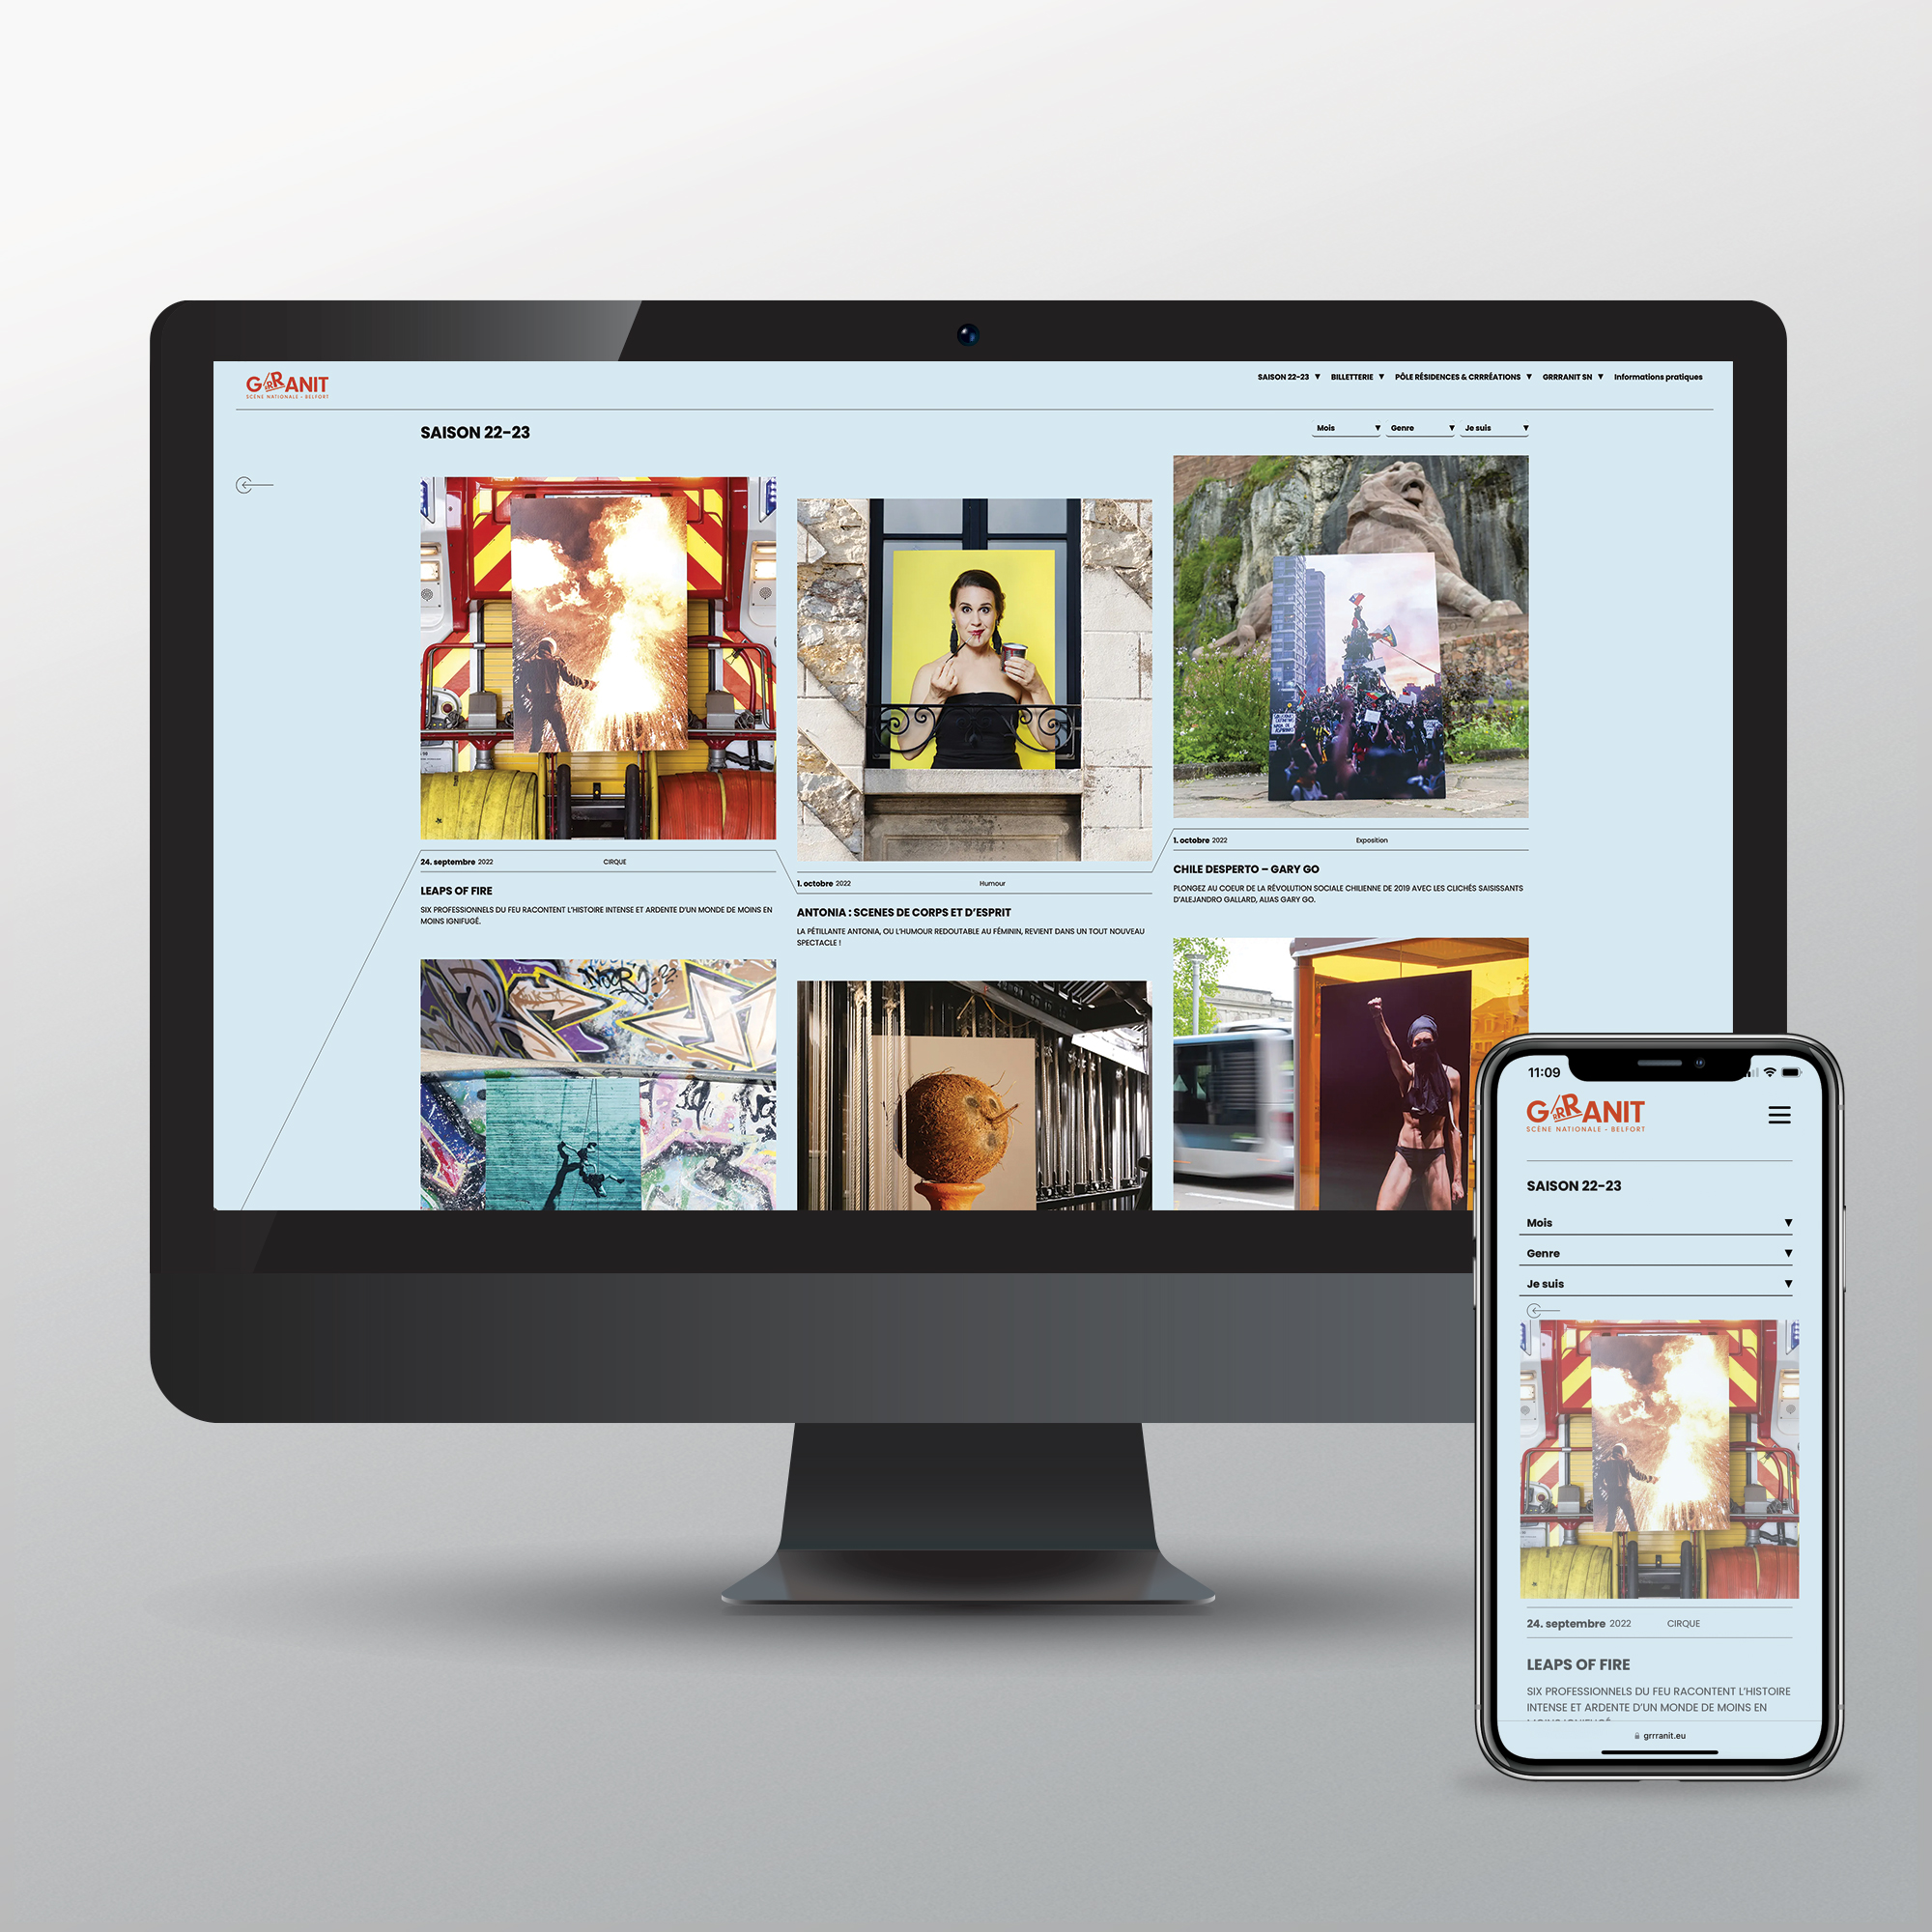 GRRRANIT
SCÈNE NATIONALE - BELFORT
SAISON 22-23 ▼ BILLETTERIE ▼ PÔLE RÉSIDENCES & CRRRÉATIONS ▼ GRRRANIT SN ▼ Informations pratiques
SAISON 22-23
Mois ▼ Genre ▼ Je suis ▼
24. septembre 2022 CIRQUE
LEAPS OF FIRE
SIX PROFESSIONNELS DU FEU RACONTENT L'HISTOIRE INTENSE ET ARDENTE D'UN MONDE DE MOINS EN
MOINS IGNIFUGÉ.
1. octobre 2022 Humour
ANTONIA : SCENES DE CORPS ET D'ESPRIT
LA PÉTILLANTE ANTONIA, OU L'HUMOUR REDOUTABLE AU FÉMININ, REVIENT DANS UN TOUT NOUVEAU
SPECTACLE !
1. octobre 2022 Exposition
CHILE DESPERTO – GARY GO
PLONGEZ AU COEUR DE LA RÉVOLUTION SOCIALE CHILIENNE DE 2019 AVEC LES CLICHÉS SAISISSANTS
D'ALEJANDRO GALLARD, ALIAS GARY GO.
11:09
GRRRANIT
SCÈNE NATIONALE - BELFORT
SAISON 22-23
Mois ▼
Genre ▼
Je suis ▼
24. septembre 2022 CIRQUE
LEAPS OF FIRE
SIX PROFESSIONNELS DU FEU RACONTENT L'HISTOIRE
INTENSE ET ARDENTE D'UN MONDE DE MOINS EN
grrranit.eu